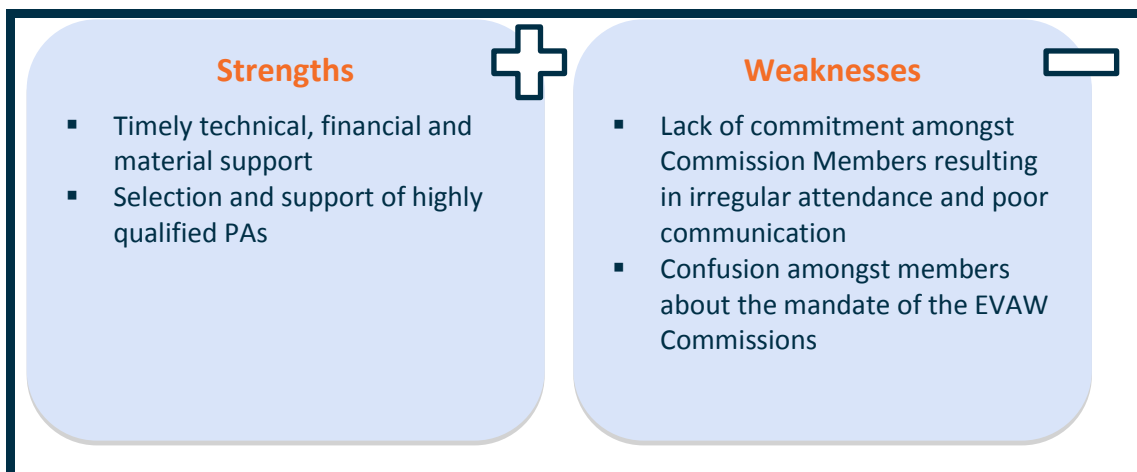 Strengths
▪ Timely technical, financial and
material support
▪ Selection and support of highly
qualified PAs
Weaknesses
▪ Lack of commitment amongst
Commission Members resulting
in irregular attendance and poor
communication
▪ Confusion amongst members
about the mandate of the EVAW
Commissions